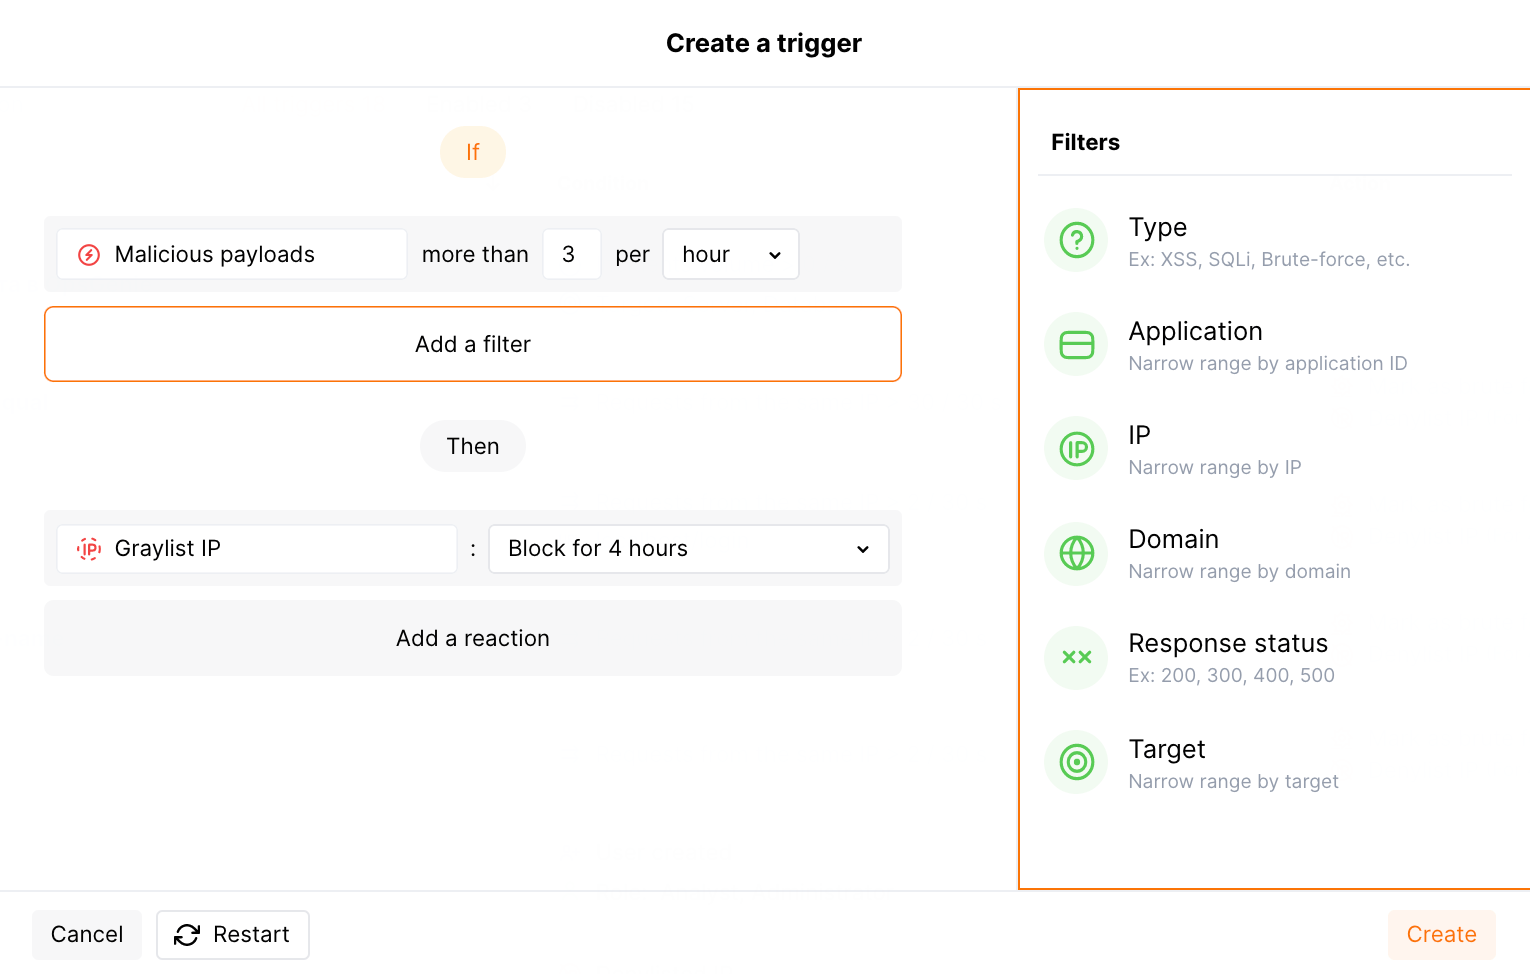 Create a trigger
If
Malicious payloads more than 3 per hour
Add a filter
Then
IP Graylist IP : Block for 4 hours
Add a reaction
Filters
? Type
Ex: XSS, SQLi, Brute-force, etc.
Application
Narrow range by application ID
IP IP
Narrow range by IP
Domain
Narrow range by domain
×× Response status
Ex: 200, 300, 400, 500
Target
Narrow range by target
Cancel Restart Create